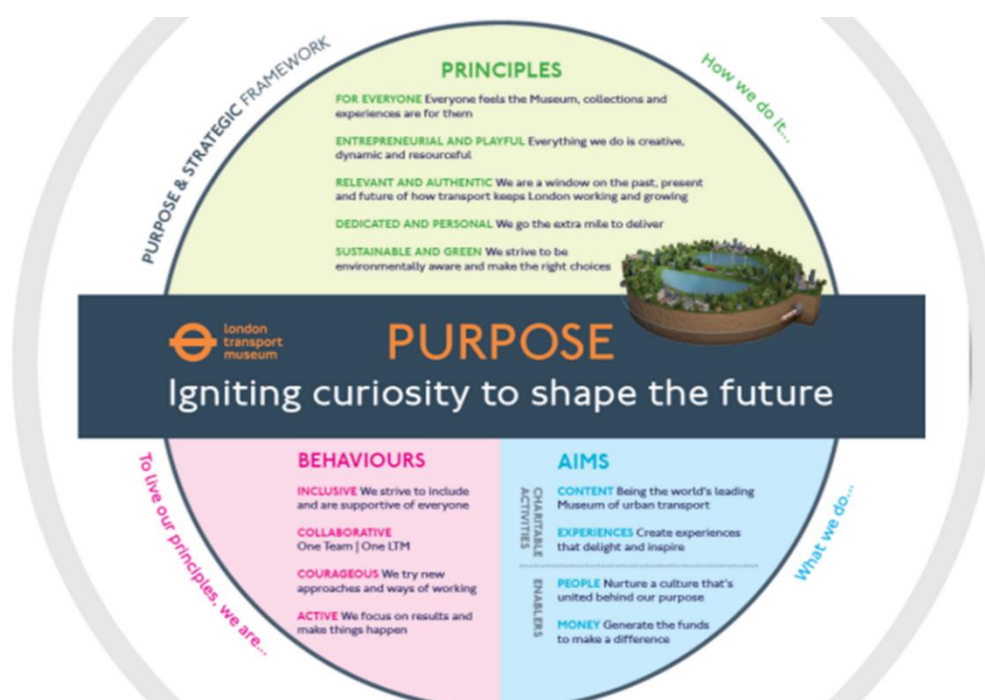 PURPOSE & STRATEGIC FRAMEWORK
How we do it...
PRINCIPLES
FOR EVERYONE Everyone feels the Museum, collections and
experiences are for them
ENTREPRENEURIAL AND PLAYFUL Everything we do is creative,
dynamic and resourceful
RELEVANT AND AUTHENTIC We are a window on the past, present
and future of how transport keeps London working and growing
DEDICATED AND PERSONAL We go the extra mile to deliver
SUSTAINABLE AND GREEN We strive to be
environmentally aware and make the right choices
london
transport
museum
PURPOSE
Igniting curiosity to shape the future
To live our principles, we are...
BEHAVIOURS
INCLUSIVE We strive to include
and are supportive of everyone
COLLABORATIVE
One Team | One LTM
COURAGEOUS We try new
approaches and ways of working
ACTIVE We focus on results and
make things happen
What we do...
AIMS
CHARITABLE
ACTIVITIES
CONTENT Being the world's leading
Museum of urban transport
EXPERIENCES Create experiences
that delight and inspire
ENABLERS
PEOPLE Nurture a culture that's
united behind our purpose
MONEY Generate the funds
to make a difference